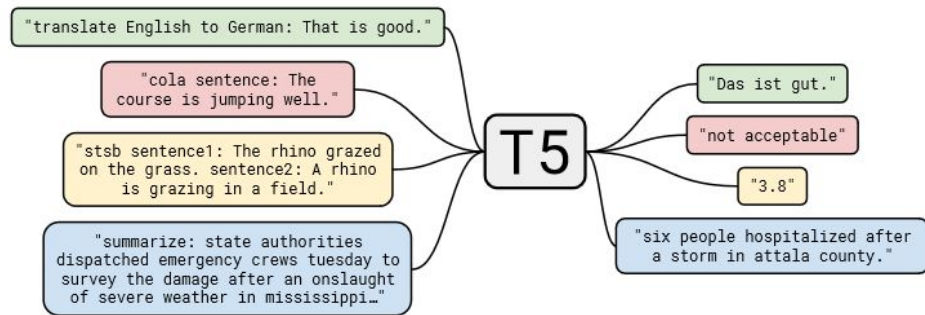 "translate English to German: That is good."
"cola sentence: The
course is jumping well."
"stsb sentence1: The rhino grazed
on the grass. sentence2: A rhino
is grazing in a field."
"summarize: state authorities
dispatched emergency crews tuesday to
survey the damage after an onslaught
of severe weather in mississippi…"
T5
"Das ist gut."
"not acceptable"
"3.8"
"six people hospitalized after
a storm in attala county."